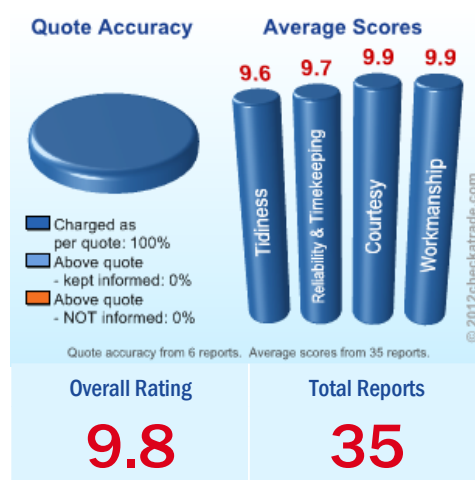 Quote Accuracy
Average Scores
9.6
9.7
9.9
9.9
Tidiness
Reliability & Timekeeping
Courtesy
Workmanship
Charged as
per quote: 100%
Above quote
- kept informed: 0%
Above quote
- NOT informed: 0%
© 2012checkatrade.com
Quote accuracy from 6 reports. Average scores from 35 reports.
Overall Rating
Total Reports
9.8
35